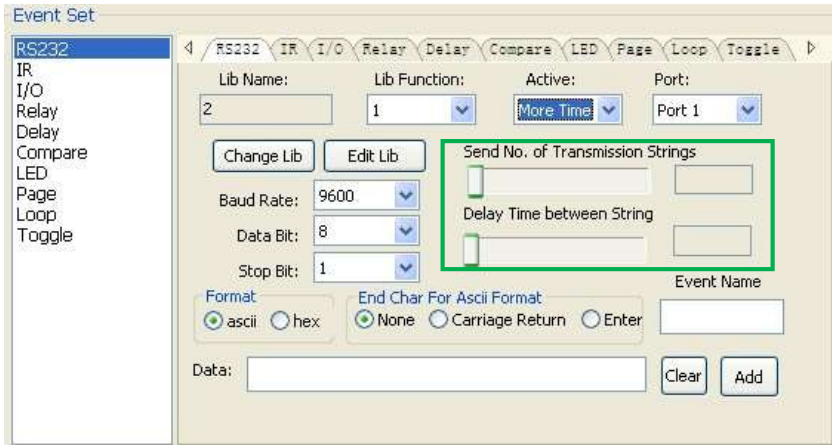 Event Set
RS232
IR
I/O
Relay
Delay
Compare
LED
Page
Loop
Toggle
RS232 IR I/O Relay Delay Compare LED Page Loop Toggle
Lib Name: Lib Function: Active: Port:
2 1 More Time Port 1
Change Lib Edit Lib
Send No. of Transmission Strings
Baud Rate: 9600
Delay Time between String
Data Bit: 8
Stop Bit: 1
Event Name
Format
ascii hex
End Char For Ascii Format
None Carriage Return Enter
Data:
Clear Add